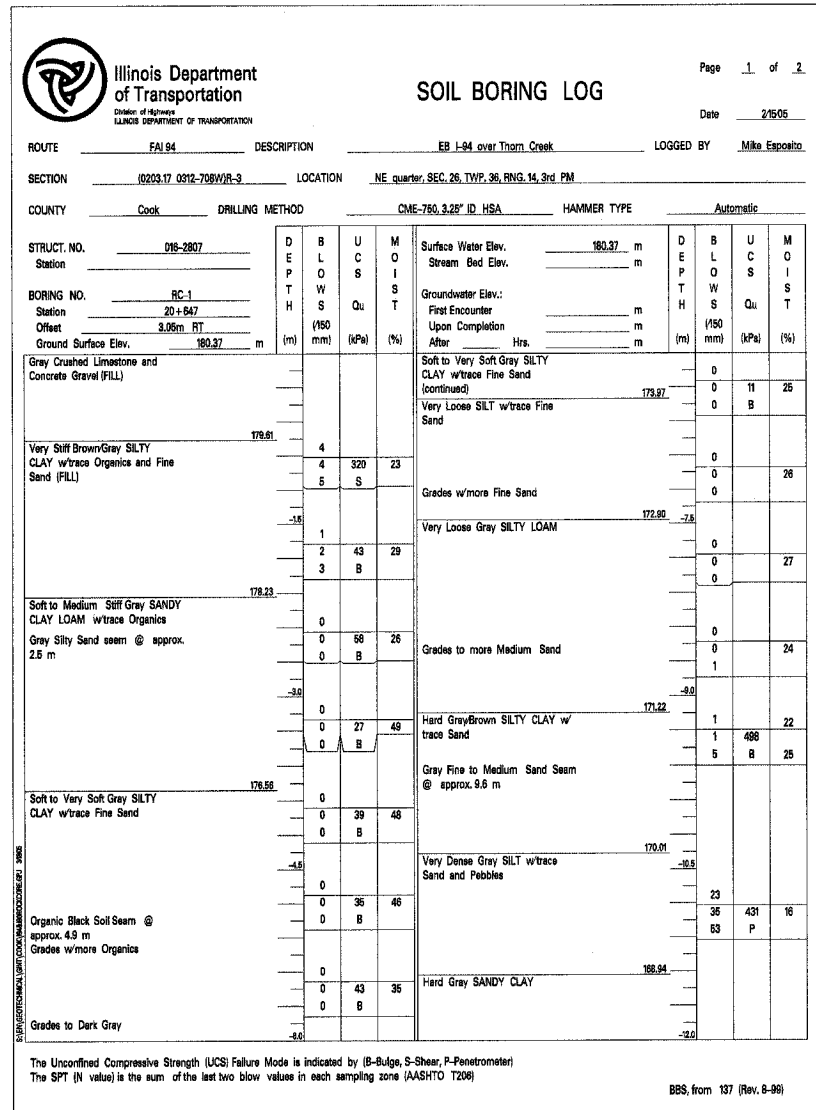 Illinois Department
of Transportation
Division of Highways
ILLINOIS DEPARTMENT OF TRANSPORTATION
SOIL BORING LOG
Page 1 of 2
Date 2/15/05
ROUTE FAI 94 DESCRIPTION EB I-94 over Thorn Creek LOGGED BY Mike Esposito
SECTION (0203.17 0312-708W)R-3 LOCATION NE quarter, SEC. 26, TWP. 36, RNG. 14, 3rd PM
COUNTY Cook DRILLING METHOD CME-750, 3.25" ID HSA HAMMER TYPE Automatic
STRUCT. NO. 016-2807
Station
BORING NO. RC-1
Station 20+647
Offset 3.05m RT
Ground Surface Elev. 180.37 m
DEPTH (m)
BLOWS (/150 mm)
UCS Qu (kPa)
MOIST (%)
Surface Water Elev. 180.37 m
Stream Bed Elev. m
Groundwater Elev.:
First Encounter m
Upon Completion m
After Hrs. m
DEPTH (m)
BLOWS (/150 mm)
UCS Qu (kPa)
MOIST (%)
Gray Crushed Limestone and
Concrete Gravel (FILL)
179.61
Very Stiff Brown/Gray SILTY 4
CLAY w/trace Organics and Fine 4 320 23
Sand (FILL) 5 S
-1.5
1
2 43 29
3 B
178.23
Soft to Medium Stiff Gray SANDY
CLAY LOAM w/trace Organics 0
Gray Silty Sand seem @ approx. 0 58 26
2.5 m 0 B
-3.0
0
0 27 49
0 B
176.56
Soft to Very Soft Gray SILTY 0
CLAY w/trace Fine Sand 0 39 48
0 B
-4.5
0
0 35 46
Organic Black Soil Seam @ 0 B
approx. 4.9 m
Grades w/more Organics
0
0 43 35
0 B
Grades to Dark Gray
-6.0
Soft to Very Soft Gray SILTY
CLAY w/trace Fine Sand 0
(continued) 173.97 0 11 25
Very Loose SILT w/trace Fine 0 B
Sand
0
0 26
Grades w/more Fine Sand 0
172.90 -7.5
Very Loose Gray SILTY LOAM
0
0 27
0
0
Grades to more Medium Sand 0 24
1
-9.0
171.22
Hard Gray/Brown SILTY CLAY w/ 1 22
trace Sand 1 498
5 B 25
Gray Fine to Medium Sand Seam
@ approx. 9.6 m
170.01
Very Dense Gray SILT w/trace -10.5
Sand and Pebbles
23
35 431 16
53 P
168.94
Hard Gray SANDY CLAY
-12.0
The Unconfined Compressive Strength (UCS) Failure Mode is indicated by (B-Bulge, S-Shear, P-Penetrometer)
The SPT (N value) is the sum of the last two blow values in each sampling zone (AASHTO T206)
BBS, from 137 (Rev. 8-99)